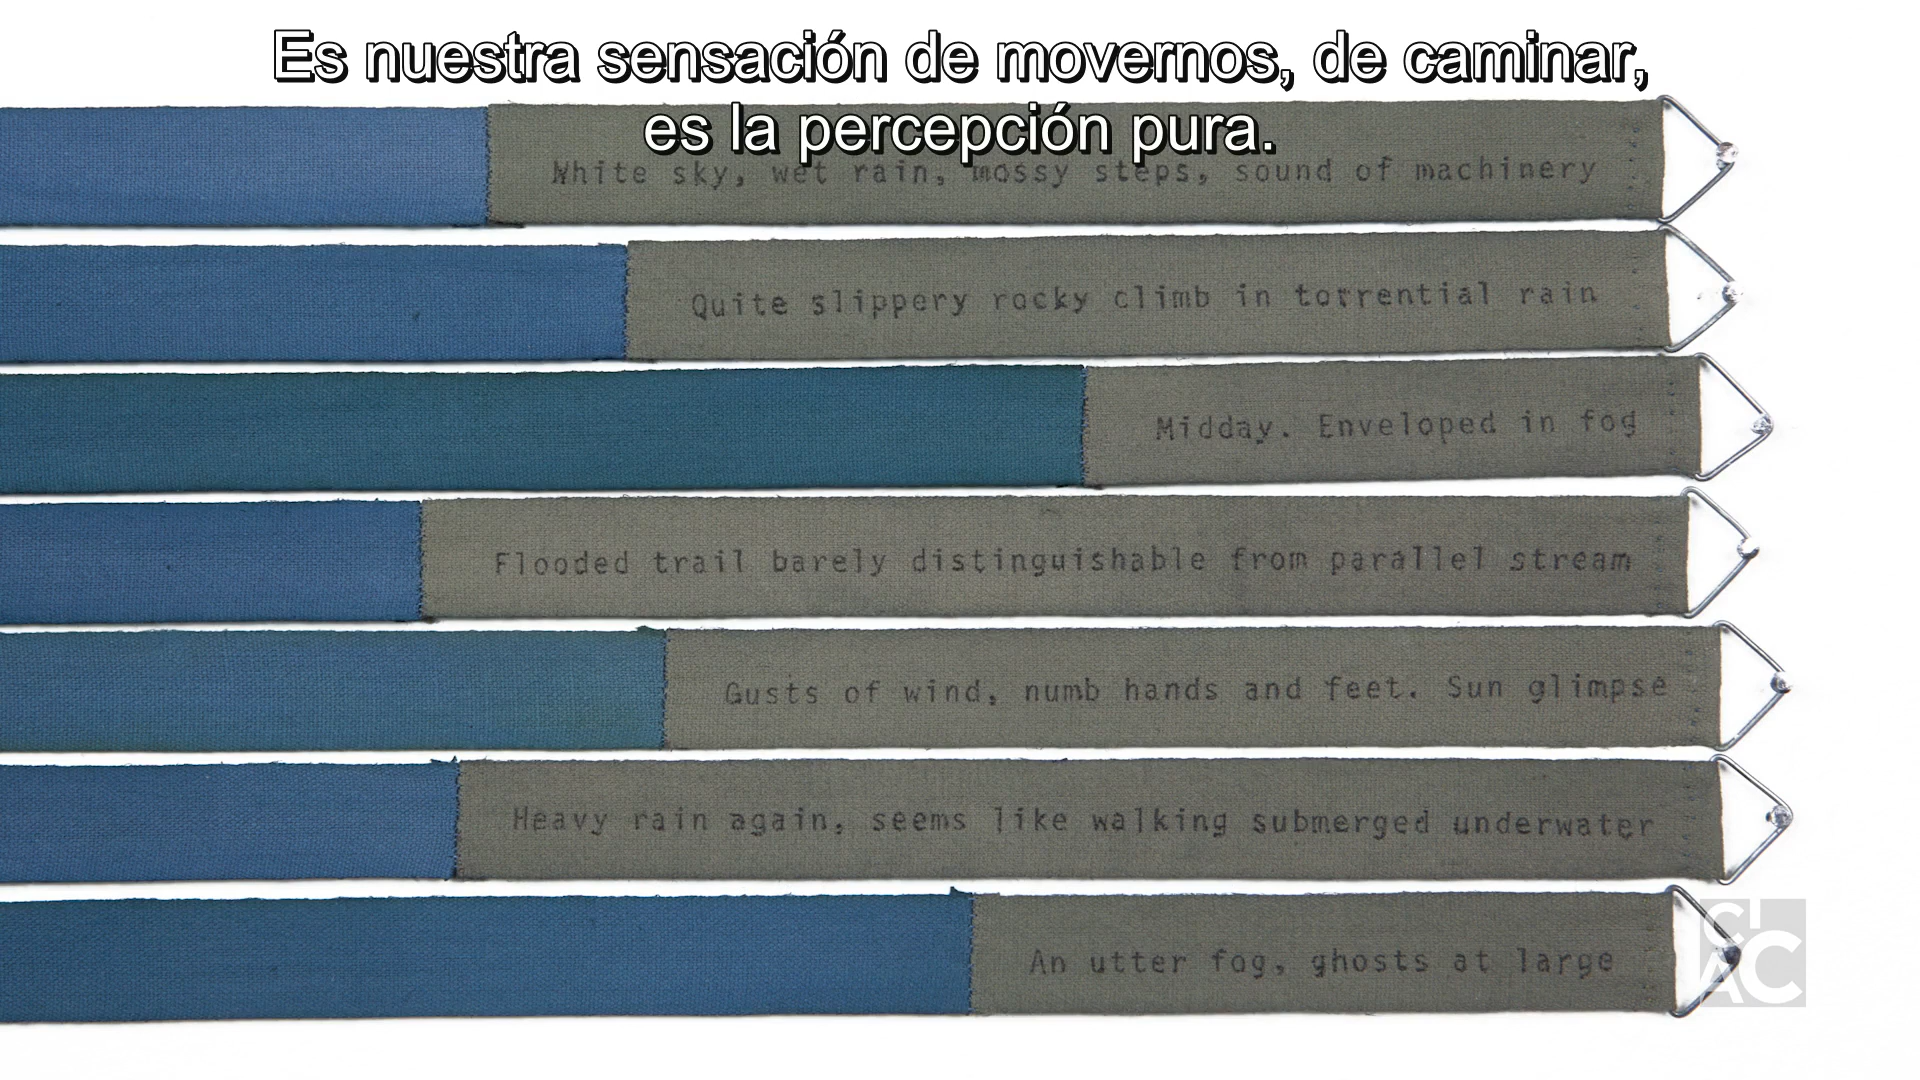 Es nuestra sensación de movernos, de caminar,
es la percepción pura.
White sky, wet rain, mossy steps, sound of machinery
Quite slippery rocky climb in torrential rain
Midday. Enveloped in fog
Flooded trail barely distinguishable from parallel stream
Gusts of wind, numb hands and feet. Sun glimpse
Heavy rain again, seems like walking submerged underwater
An utter fog, ghosts at large
CI
AC